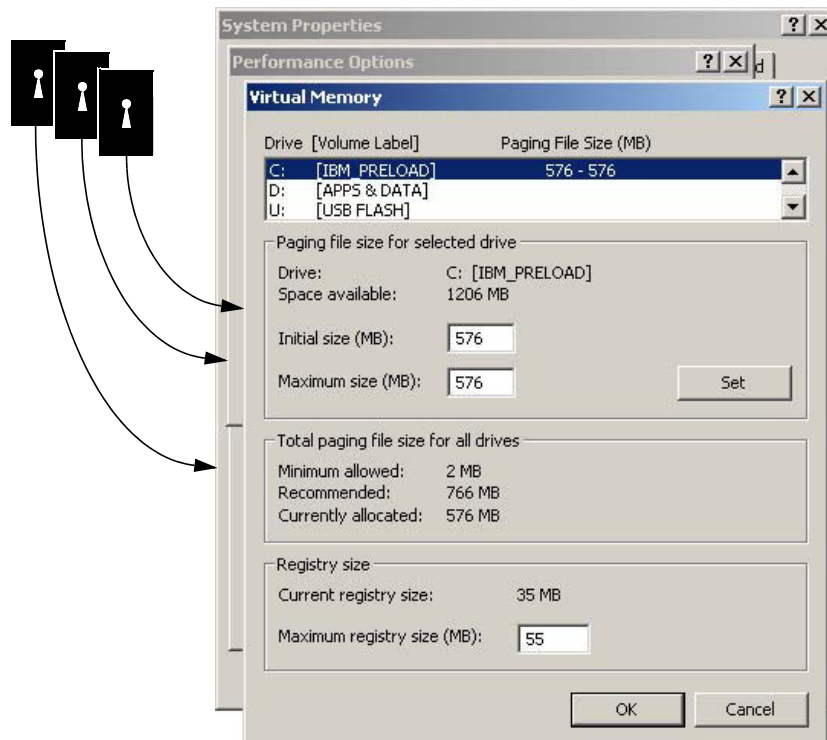 System Properties
Performance Options
d
Virtual Memory
Drive [Volume Label] Paging File Size (MB)
C: [IBM_PRELOAD] 576 - 576
D: [APPS & DATA]
U: [USB FLASH]
Paging file size for selected drive
Drive: C: [IBM_PRELOAD]
Space available: 1206 MB
Initial size (MB): 576
Maximum size (MB): 576
Set
Total paging file size for all drives
Minimum allowed: 2 MB
Recommended: 766 MB
Currently allocated: 576 MB
Registry size
Current registry size: 35 MB
Maximum registry size (MB): 55
OK Cancel